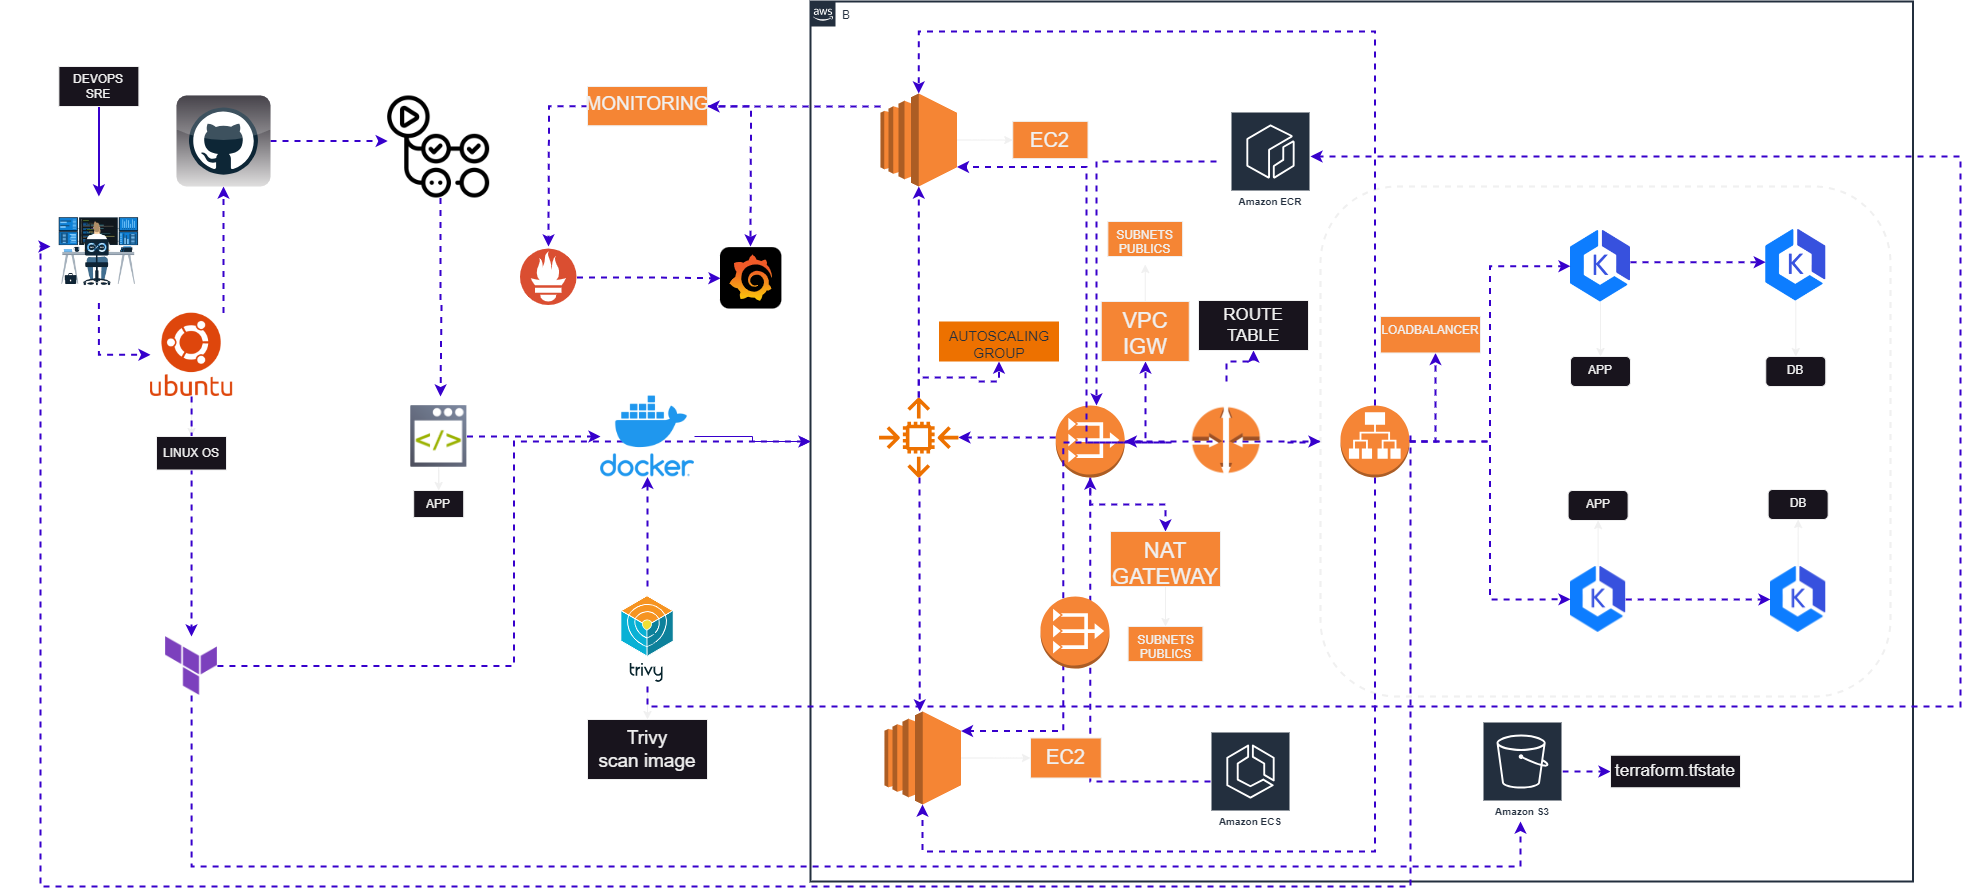 aws
B
DEVOPS
SRE
MONITORING
EC2
Amazon ECR
SUBNETS
PUBLICS
VPC
IGW
ROUTE
TABLE
AUTOSCALING
GROUP
LOADBALANCER
K
K
APP
DB
ubuntu
LINUX OS
</>
APP
docker
NAT
GATEWAY
SUBNETS
PUBLICS
APP
DB
K
K
trivy
Trivy
scan image
EC2
Amazon ECS
Amazon S3
terraform.tfstate